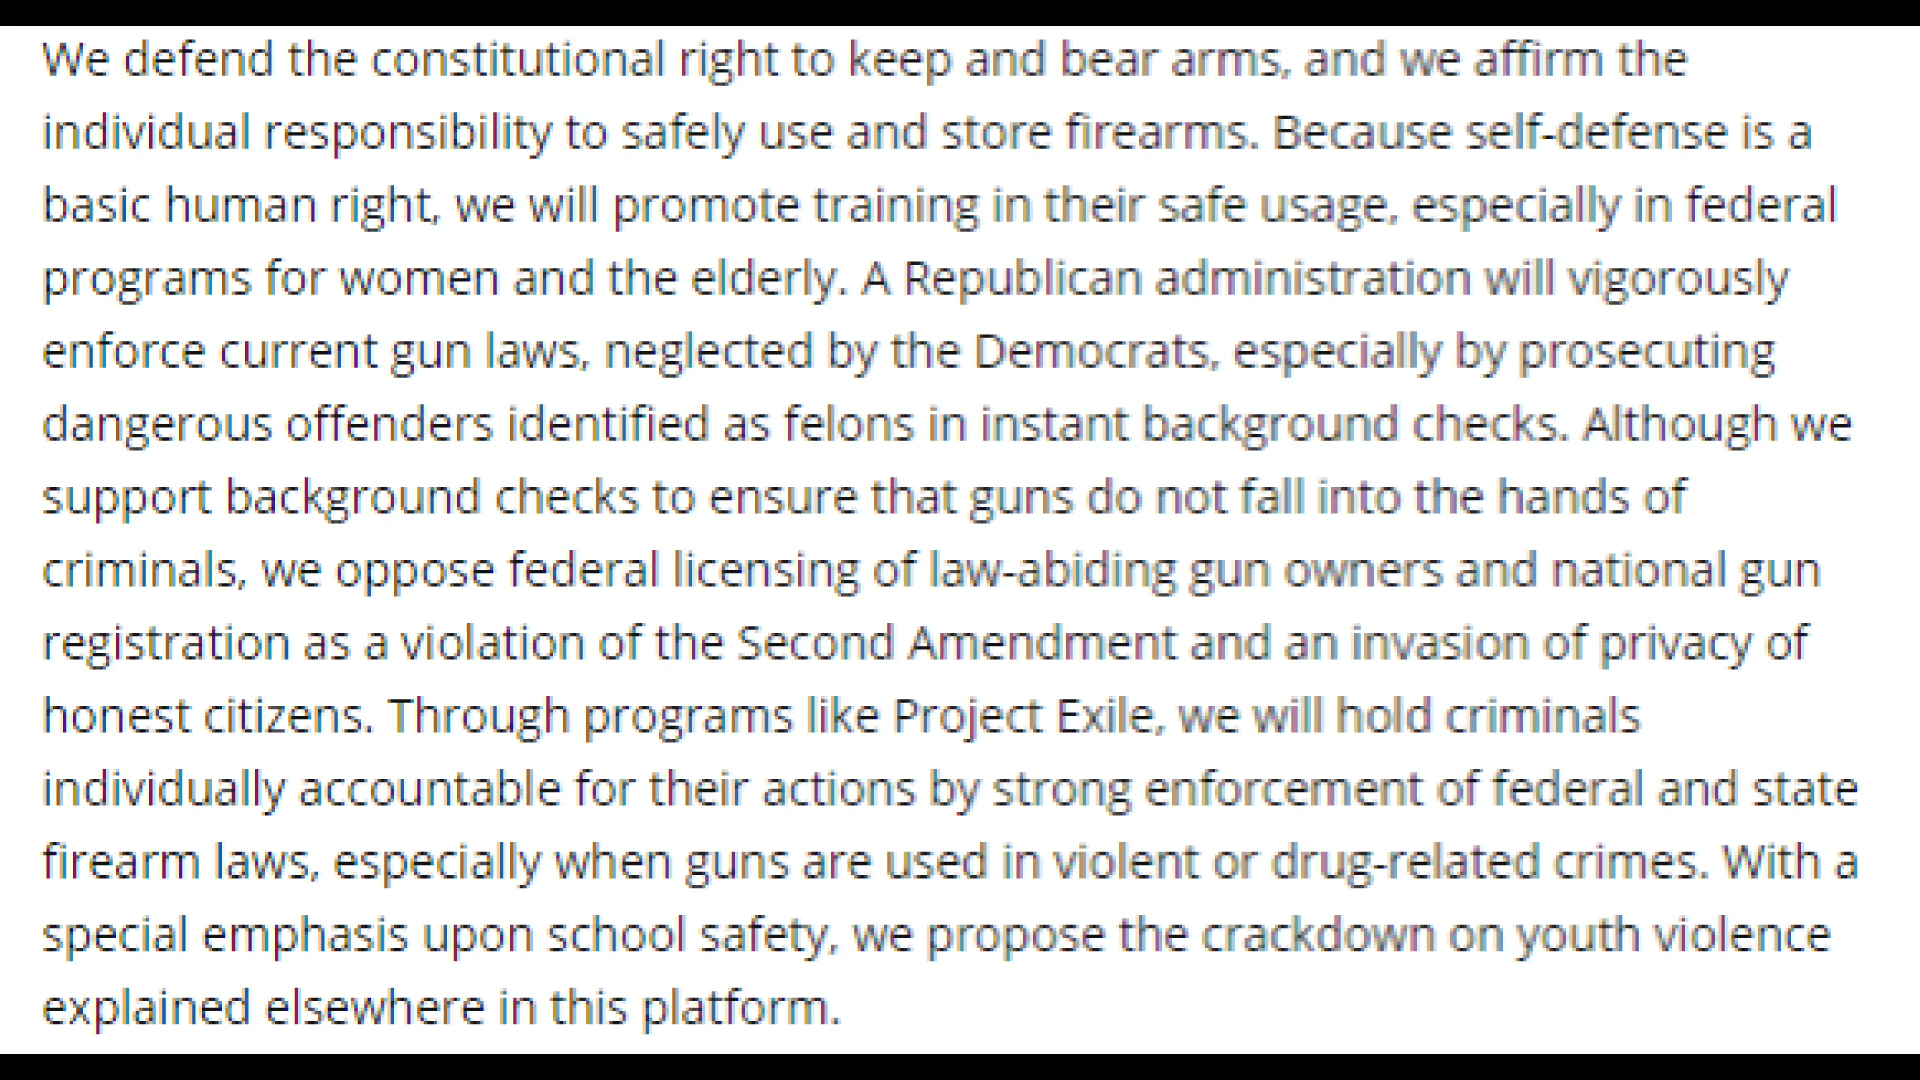 We defend the constitutional right to keep and bear arms, and we affirm the
individual responsibility to safely use and store firearms. Because self-defense is a
basic human right, we will promote training in their safe usage, especially in federal
programs for women and the elderly. A Republican administration will vigorously
enforce current gun laws, neglected by the Democrats, especially by prosecuting
dangerous offenders identified as felons in instant background checks. Although we
support background checks to ensure that guns do not fall into the hands of
criminals, we oppose federal licensing of law-abiding gun owners and national gun
registration as a violation of the Second Amendment and an invasion of privacy of
honest citizens. Through programs like Project Exile, we will hold criminals
individually accountable for their actions by strong enforcement of federal and state
firearm laws, especially when guns are used in violent or drug-related crimes. With a
special emphasis upon school safety, we propose the crackdown on youth violence
explained elsewhere in this platform.